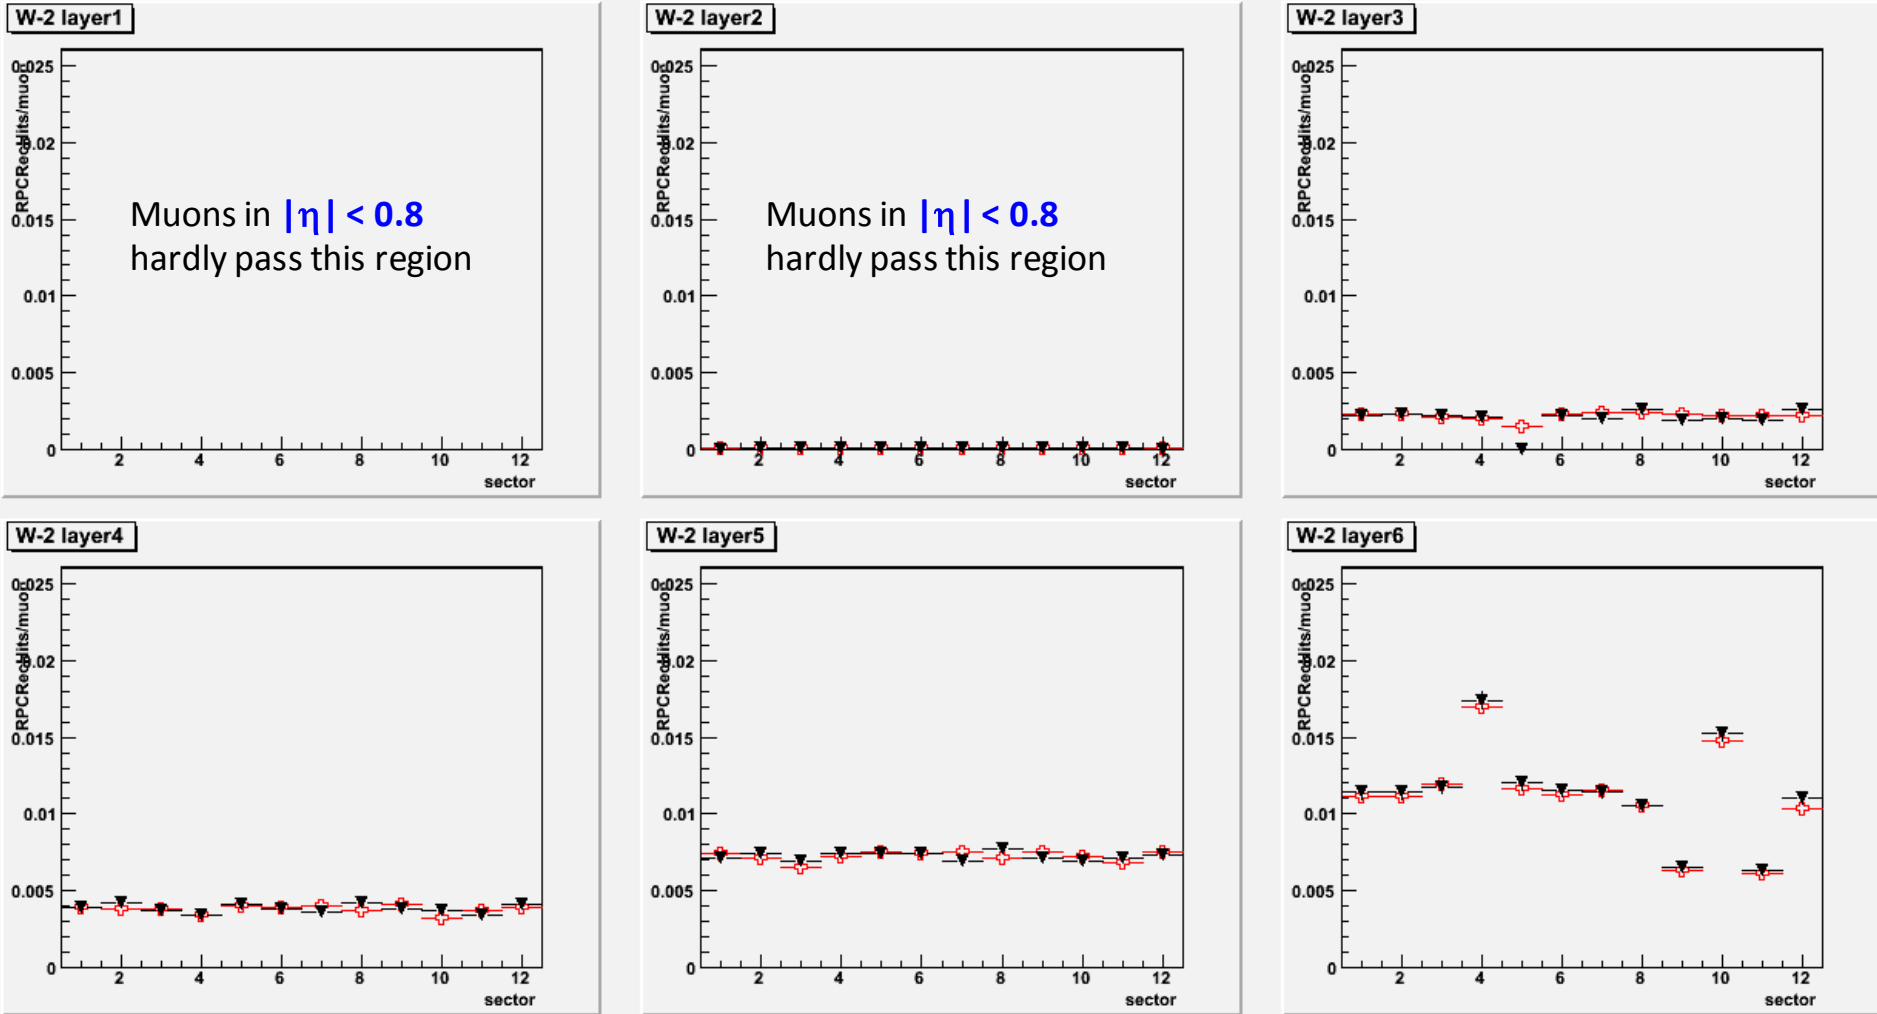 W-2 layer1
RPCRecHits/muon
0.025
0.02
0.015
0.01
0.005
0
Muons in |η| < 0.8
hardly pass this region
2 4 6 8 10 12
sector
W-2 layer2
RPCRecHits/muon
0.025
0.02
0.015
0.01
0.005
0
Muons in |η| < 0.8
hardly pass this region
2 4 6 8 10 12
sector
W-2 layer3
RPCRecHits/muon
0.025
0.02
0.015
0.01
0.005
0
2 4 6 8 10 12
sector
W-2 layer4
RPCRecHits/muon
0.025
0.02
0.015
0.01
0.005
0
2 4 6 8 10 12
sector
W-2 layer5
RPCRecHits/muon
0.025
0.02
0.015
0.01
0.005
0
2 4 6 8 10 12
sector
W-2 layer6
RPCRecHits/muon
0.025
0.02
0.015
0.01
0.005
0
2 4 6 8 10 12
sector